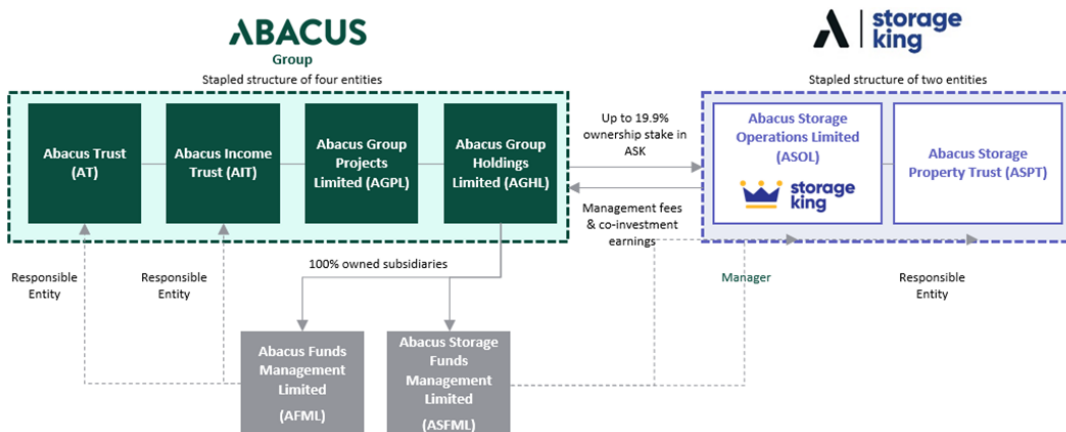 ABACUS
Group
Stapled structure of four entities
storage
king
Stapled structure of two entities
Abacus Trust
(AT)
Abacus Income
Trust (AIT)
Abacus Group
Projects
Limited (AGPL)
Abacus Group
Holdings
Limited (AGHL)
Up to 19.9%
ownership stake in
ASK
Management fees
& co-investment
earnings
Abacus Storage
Operations Limited
(ASOL)
storage
king
Abacus Storage
Property Trust (ASPT)
Responsible
Entity
Responsible
Entity
100% owned subsidiaries
Manager
Responsible
Entity
Abacus Funds
Management
Limited
(AFML)
Abacus Storage
Funds
Management
Limited
(ASFML)